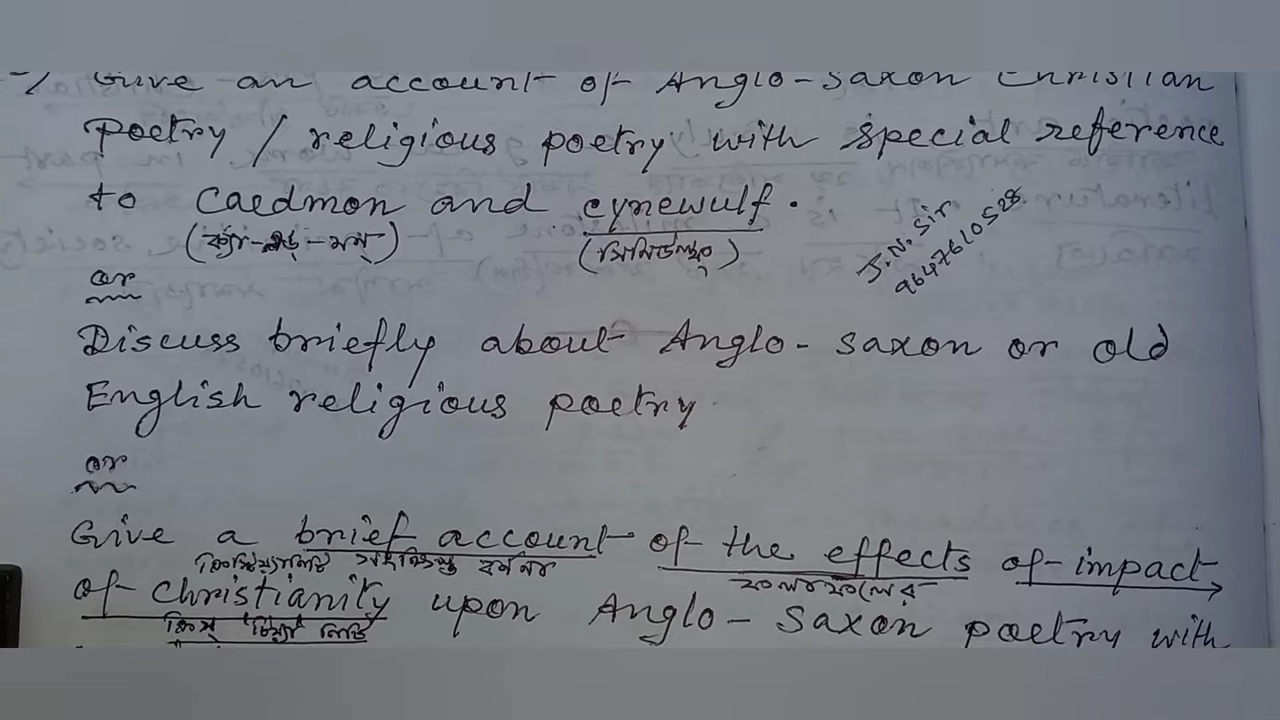 Give an account of Anglo-Saxon Christian
Poetry / religious poetry with special reference
to Caedmon and cynewulf.
J.N. Sir
9647610528
or
Discuss briefly about Anglo-saxon or old
English religious poetry
or
Give a brief account of the effects of impact
of Christianity upon Anglo-Saxon poetry with